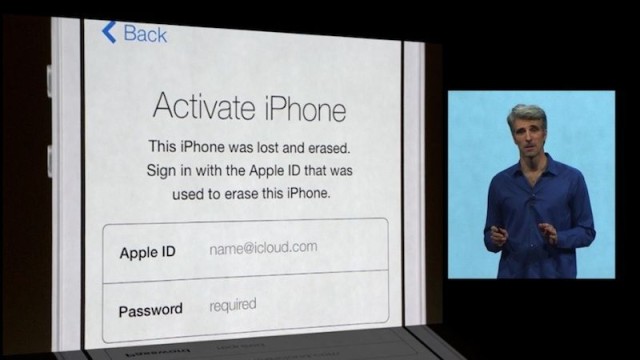 Back
Activate iPhone
This iPhone was lost and erased.
Sign in with the Apple ID that was
used to erase this iPhone.
Apple ID name@icloud.com
Password required